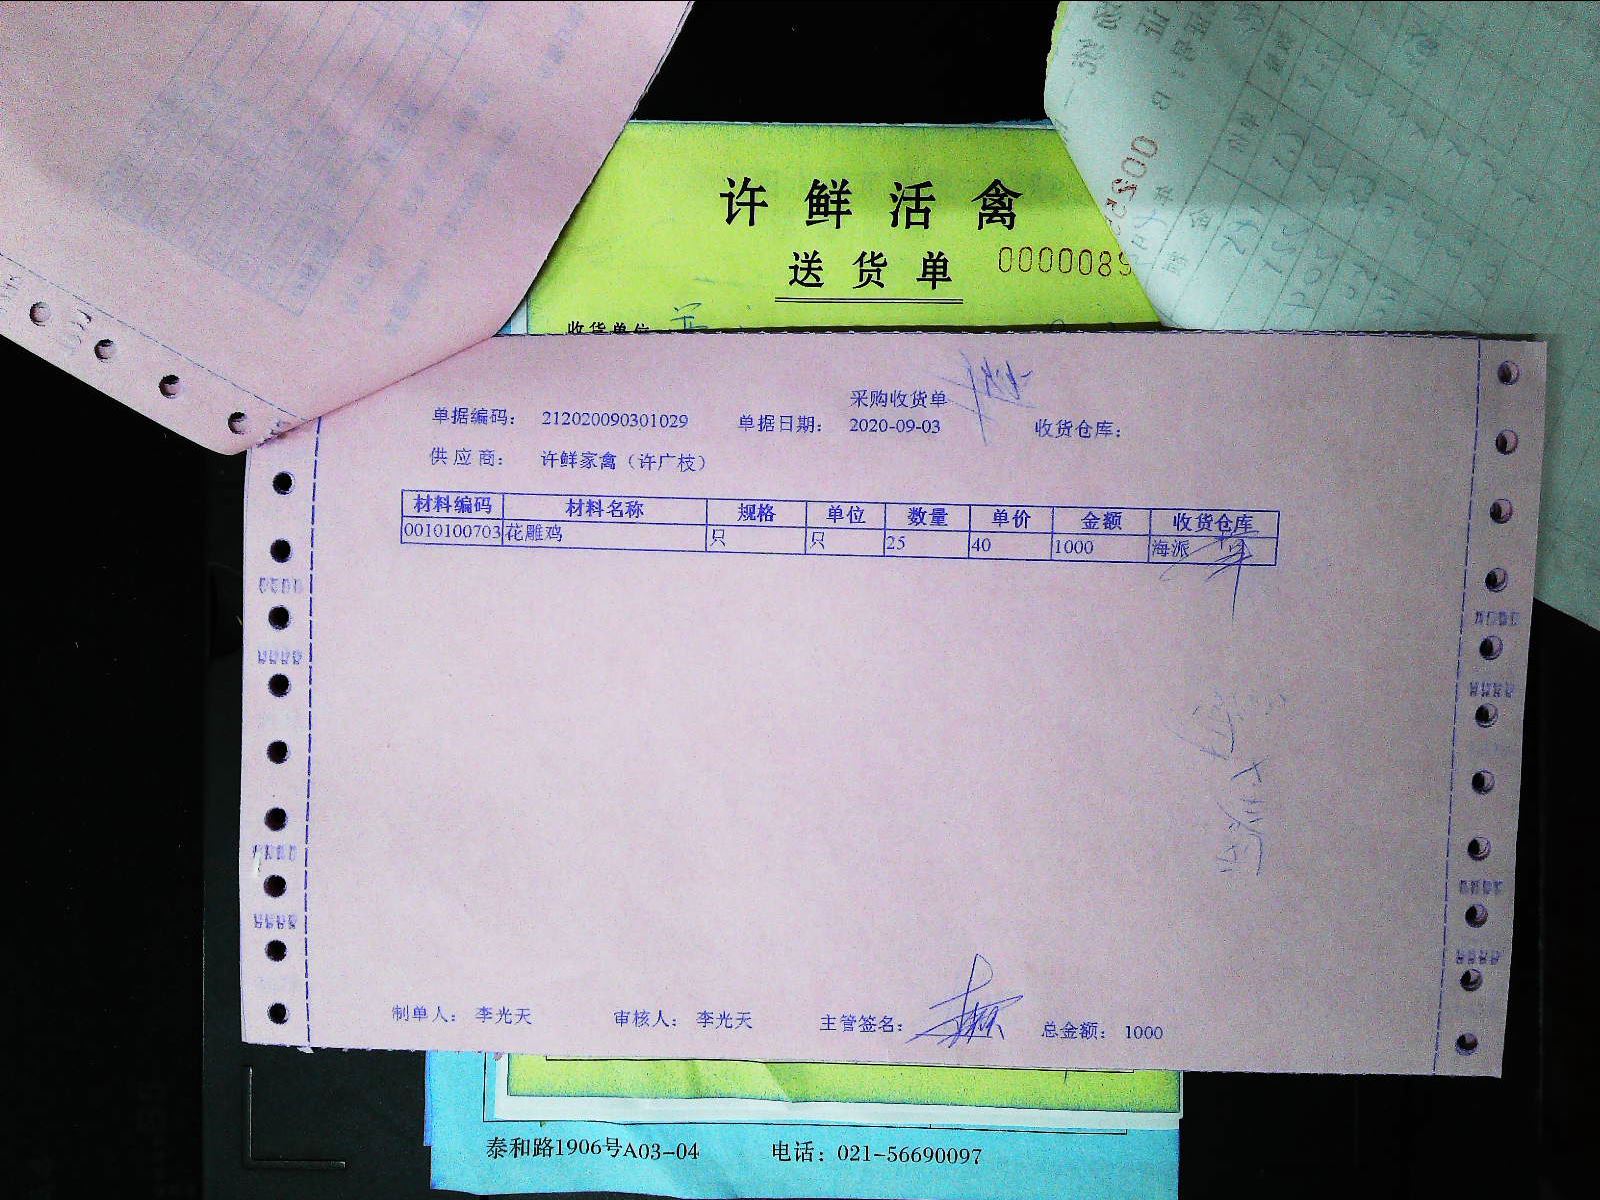 许鲜活禽
送货单 0000089
收货单位
采购收货单
单据编码： 212020090301029 单据日期： 2020-09-03 收货仓库：
供应商： 许鲜家禽（许广枝）
材料编码 材料名称 规格 单位 数量 单价 金额 收货仓库
0010100703 花雕鸡 只 只 25 40 1000 海派
制单人： 李光天 审核人： 李光天 主管签名： 总金额： 1000
泰和路1906号A03-04 电话：021-56690097